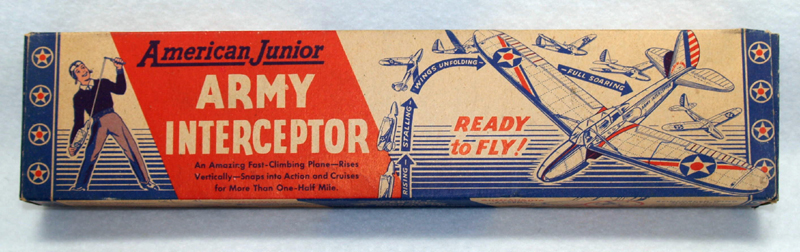 American Junior
ARMY
INTERCEPTOR
An Amazing Fast-Climbing Plane—Rises
Vertically—Snaps into Action and Cruises
for More Than One-Half Mile.
RISING
STALLING
WINGS UNFOLDING
FULL SOARING
READY
to FLY!